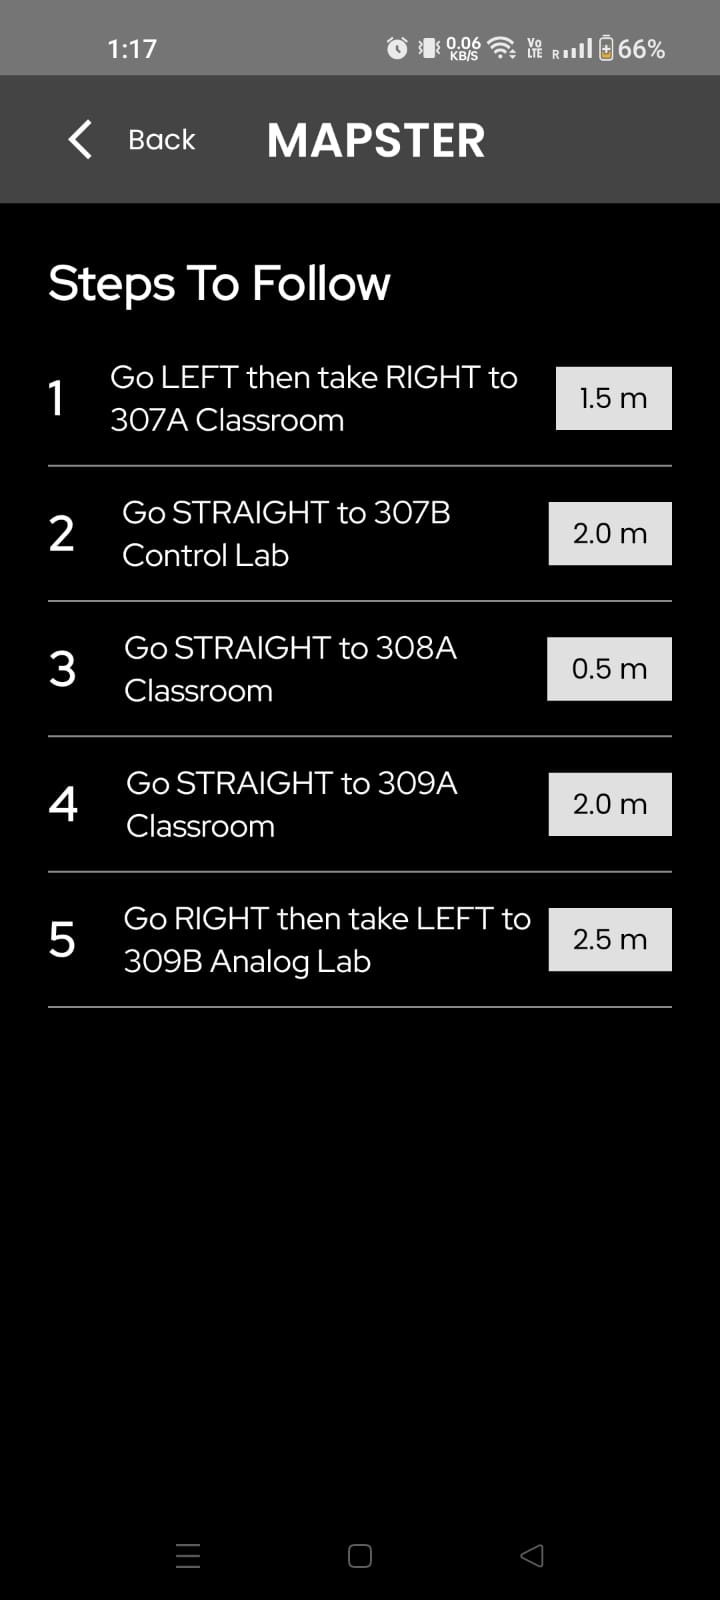 1:17
0.06 KB/S
Vo LTE
R
66%
Back
MAPSTER
Steps To Follow
1
Go LEFT then take RIGHT to
307A Classroom
1.5 m
2
Go STRAIGHT to 307B
Control Lab
2.0 m
3
Go STRAIGHT to 308A
Classroom
0.5 m
4
Go STRAIGHT to 309A
Classroom
2.0 m
5
Go RIGHT then take LEFT to
309B Analog Lab
2.5 m